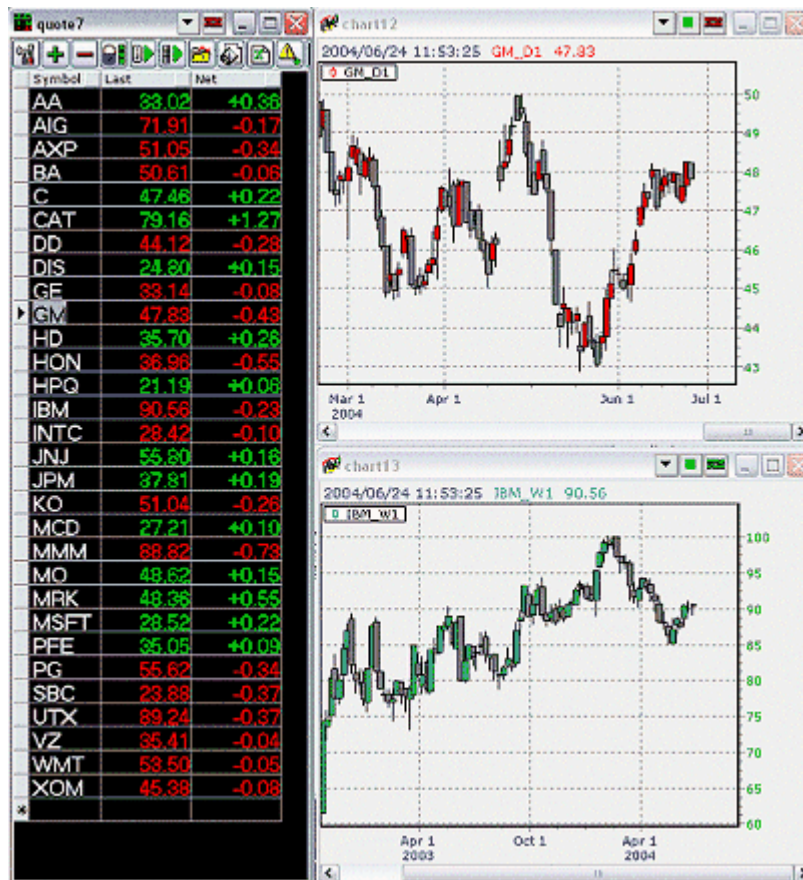 quote7
Symbol Last Net
AA 33.02 +0.36
AIG 71.91 -0.17
AXP 51.05 -0.34
BA 50.61 -0.06
C 47.46 +0.22
CAT 79.16 +1.27
DD 44.12 -0.28
DIS 24.80 +0.15
GE 33.14 -0.08
GM 47.83 -0.43
HD 35.70 +0.26
HON 36.96 -0.55
HPQ 21.19 +0.06
IBM 90.56 -0.23
INTC 28.42 -0.10
JNJ 55.80 +0.16
JPM 37.81 +0.19
KO 51.04 -0.26
MCD 27.21 +0.10
MMM 88.82 -0.73
MO 48.62 +0.15
MRK 48.36 +0.55
MSFT 28.52 +0.22
PFE 35.05 +0.09
PG 55.62 -0.34
SBC 23.88 -0.37
UTX 89.24 -0.37
VZ 35.41 -0.04
WMT 53.50 -0.05
XOM 45.38 -0.08
chart12
2004/06/24 11:53:25 GM_D1 47.83
GM_D1
50
49
48
47
46
45
44
43
Mar 1 Apr 1 Jun 1 Jul 1
2004
chart13
2004/06/24 11:53:25 IBM_W1 90.56
IBM_W1
100
95
90
85
80
75
70
65
60
Apr 1 Oct 1 Apr 1
2003 2004